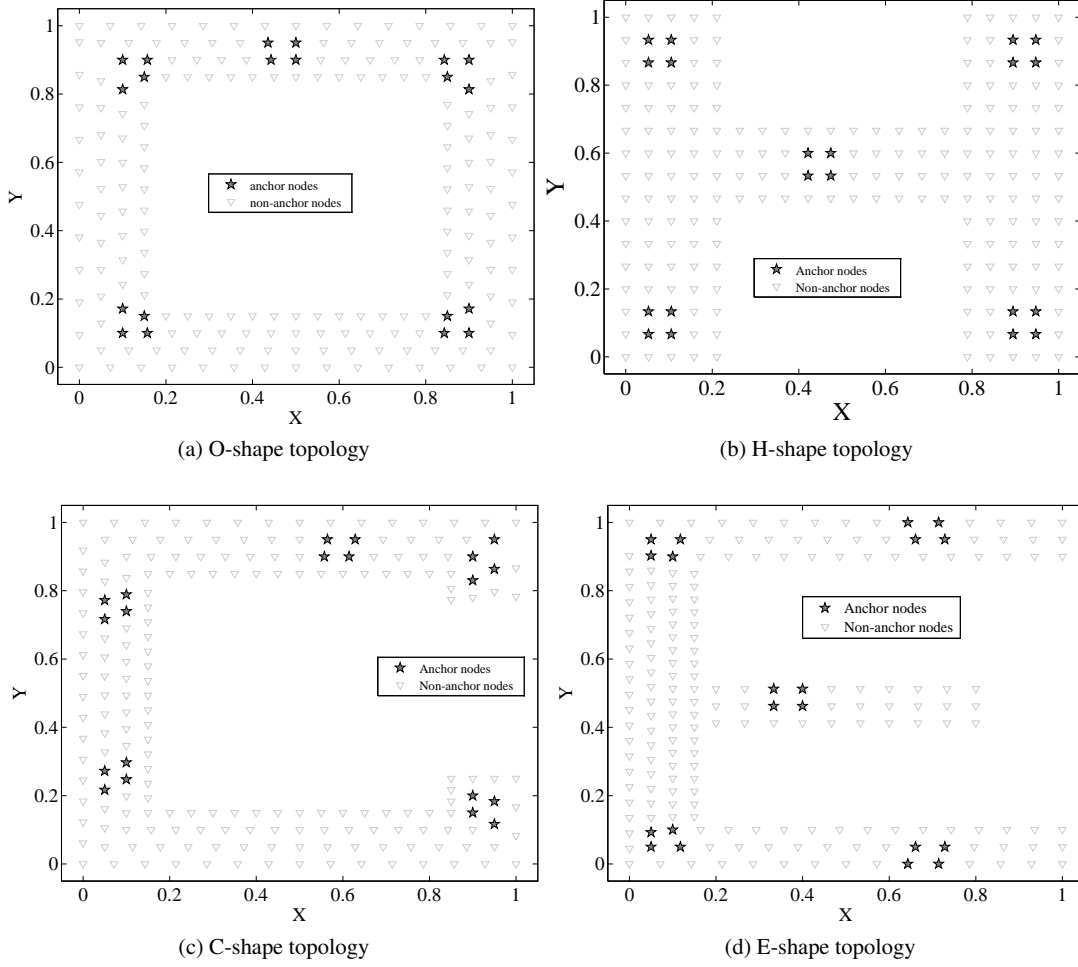 1
0.8
0.6
0.4
0.2
0
Y
0 0.2 0.4 0.6 0.8 1
X
anchor nodes
non-anchor nodes
(a) O-shape topology
1
0.8
0.6
0.4
0.2
0
Y
0 0.2 0.4 0.6 0.8 1
X
Anchor nodes
Non-anchor nodes
(b) H-shape topology
1
0.8
0.6
0.4
0.2
0
Y
0 0.2 0.4 0.6 0.8 1
X
Anchor nodes
Non-anchor nodes
(c) C-shape topology
1
0.8
0.6
0.4
0.2
0
Y
0 0.2 0.4 0.6 0.8 1
X
Anchor nodes
Non-anchor nodes
(d) E-shape topology